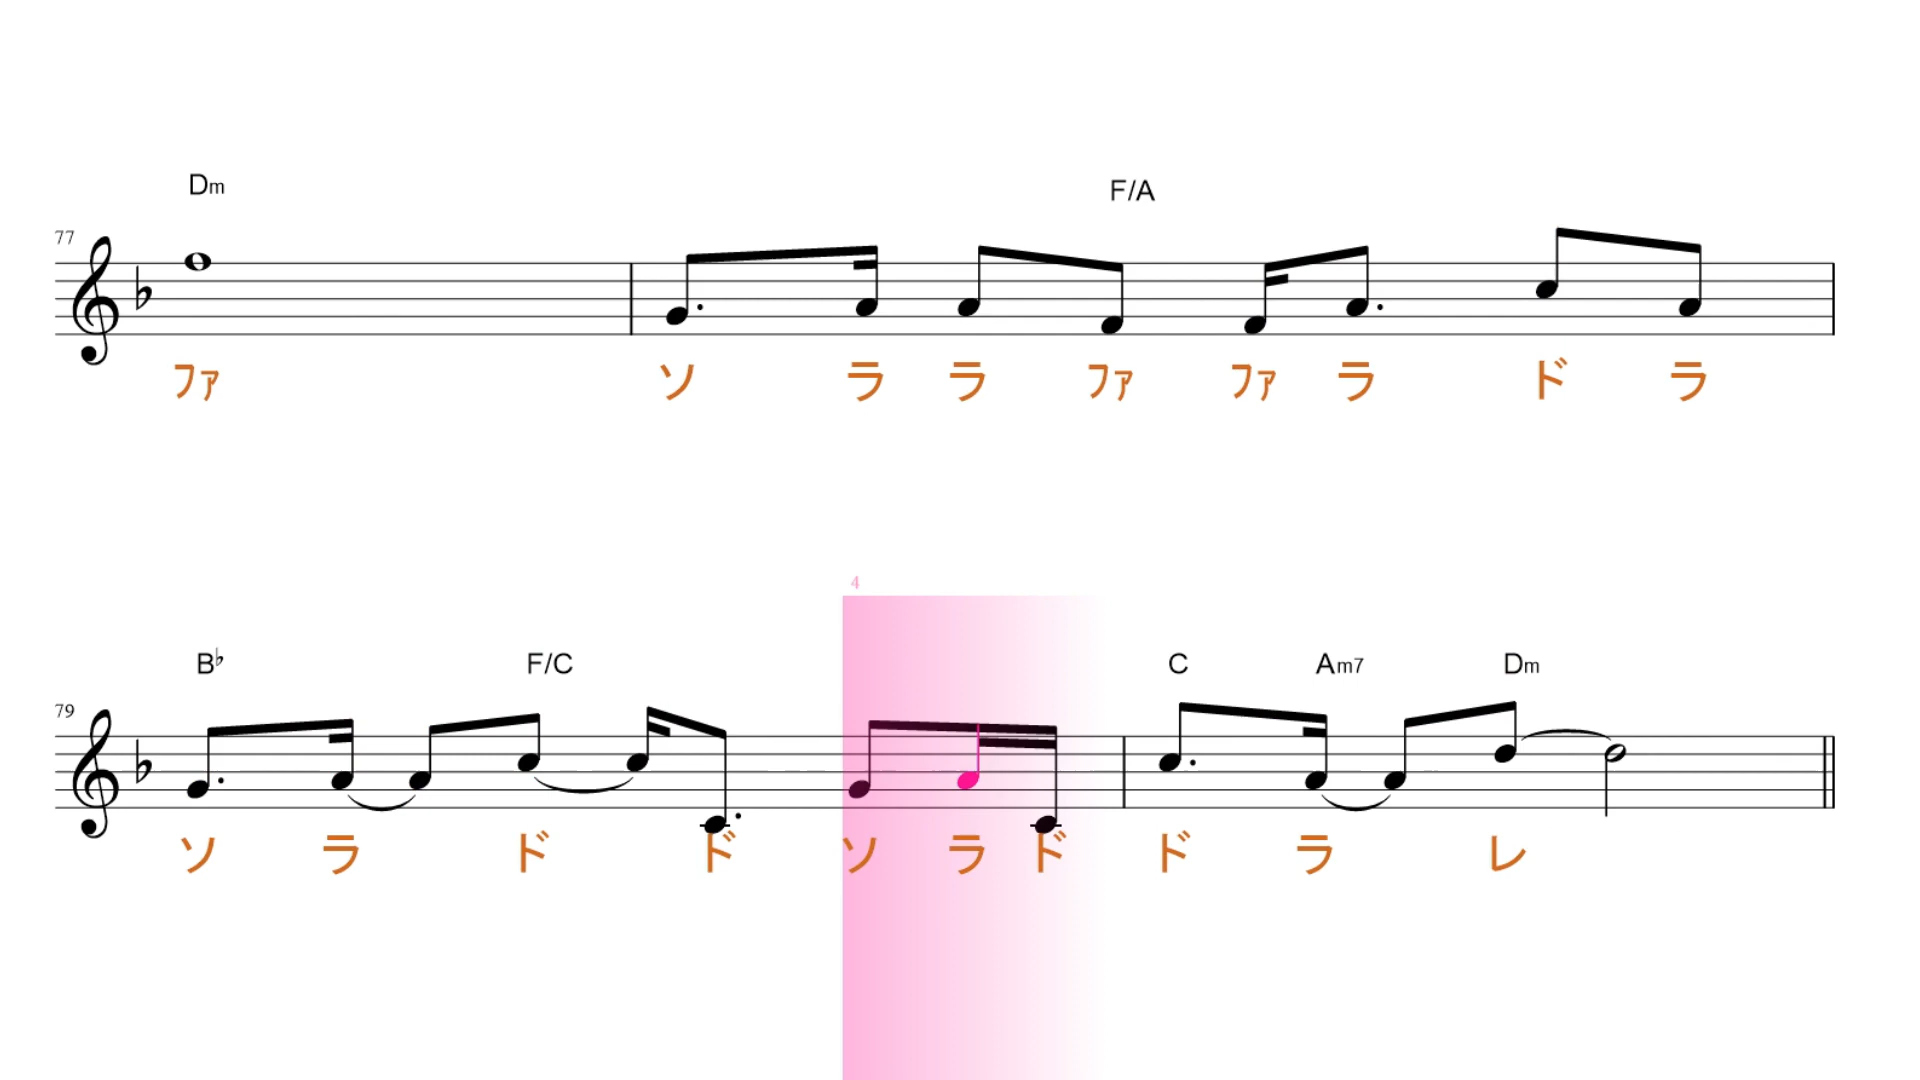 Dm F/A
77
ﾌｧ ソ ラ ラ ﾌｧ ﾌｧ ラ ド ラ
4
B♭ F/C C Am7 Dm
79
ソ ラ ド ド ソ ラ ド ド ラ レ